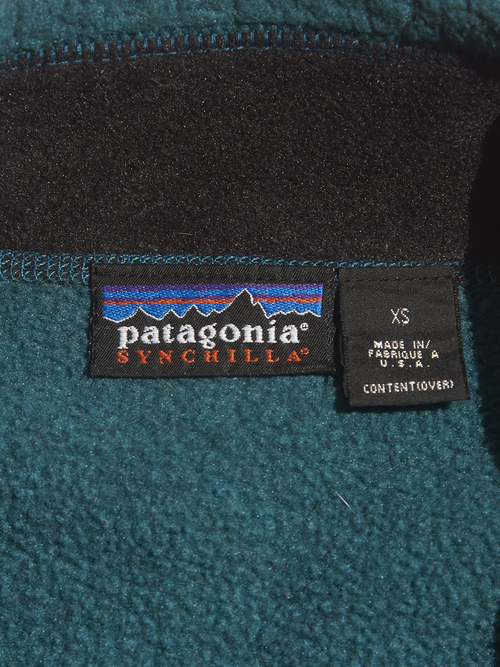 patagonia®
SYNCHILLA®
XS
MADE IN/
FABRIQUE A
U.S.A.
CONTENT(OVER)